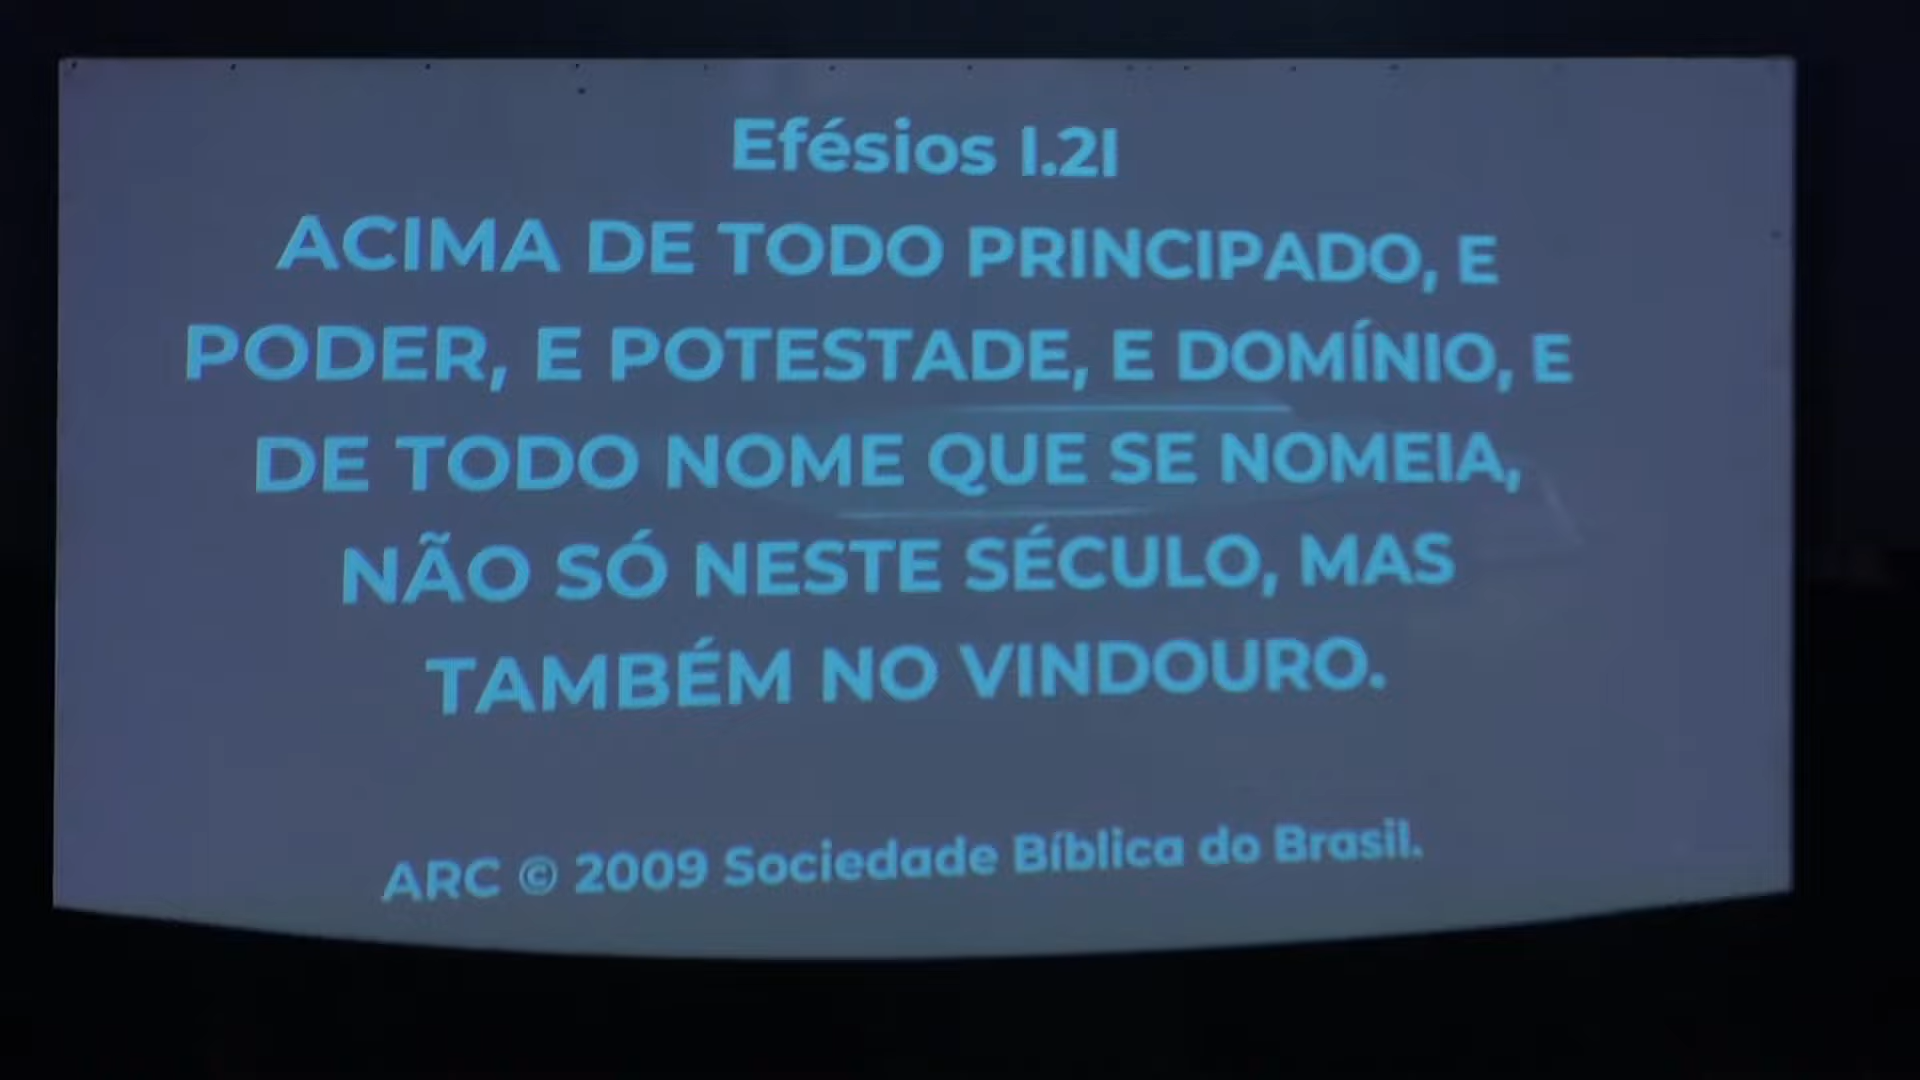 Efésios 1.21
ACIMA DE TODO PRINCIPADO, E
PODER, E POTESTADE, E DOMÍNIO, E
DE TODO NOME QUE SE NOMEIA,
NÃO SÓ NESTE SÉCULO, MAS
TAMBÉM NO VINDOURO.
ARC © 2009 Sociedade Bíblica do Brasil.